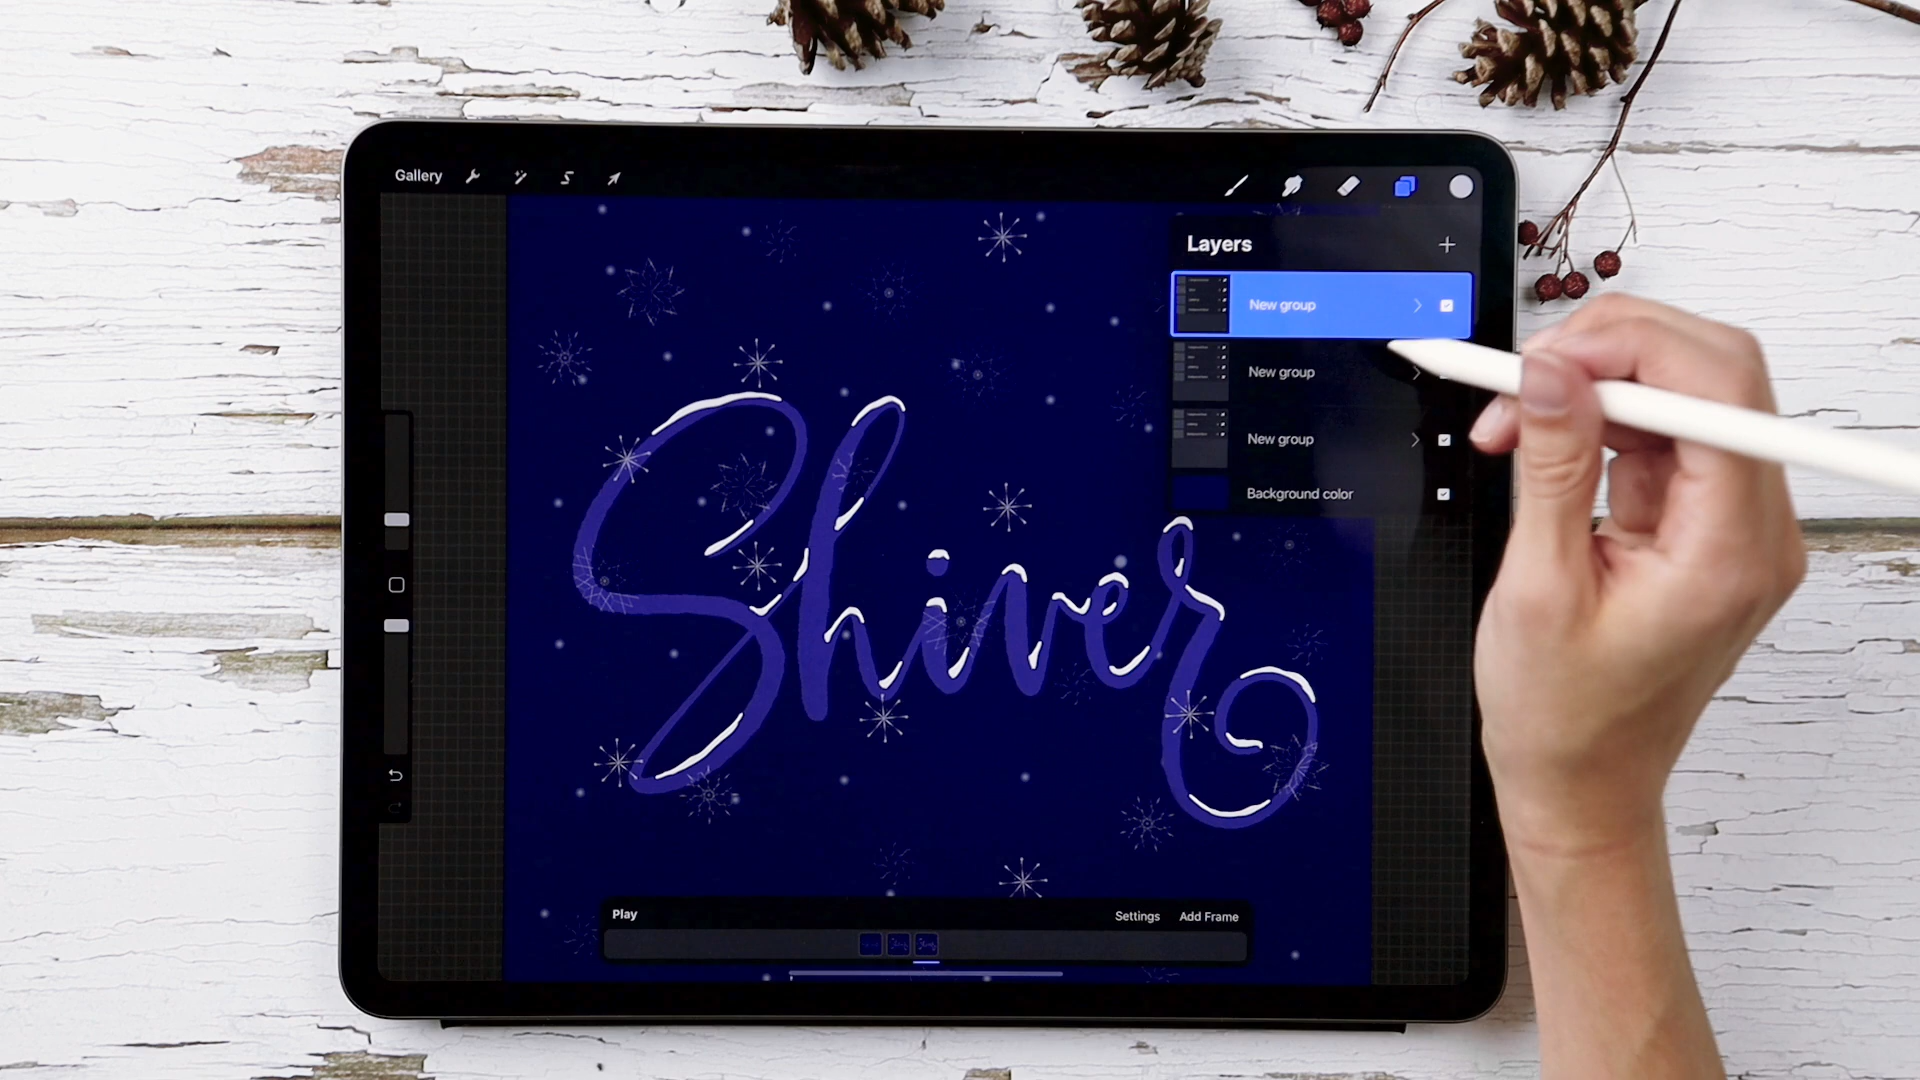 Gallery
Layers
New group
New group
New group
Background color
Shiver
Play
Settings
Add Frame